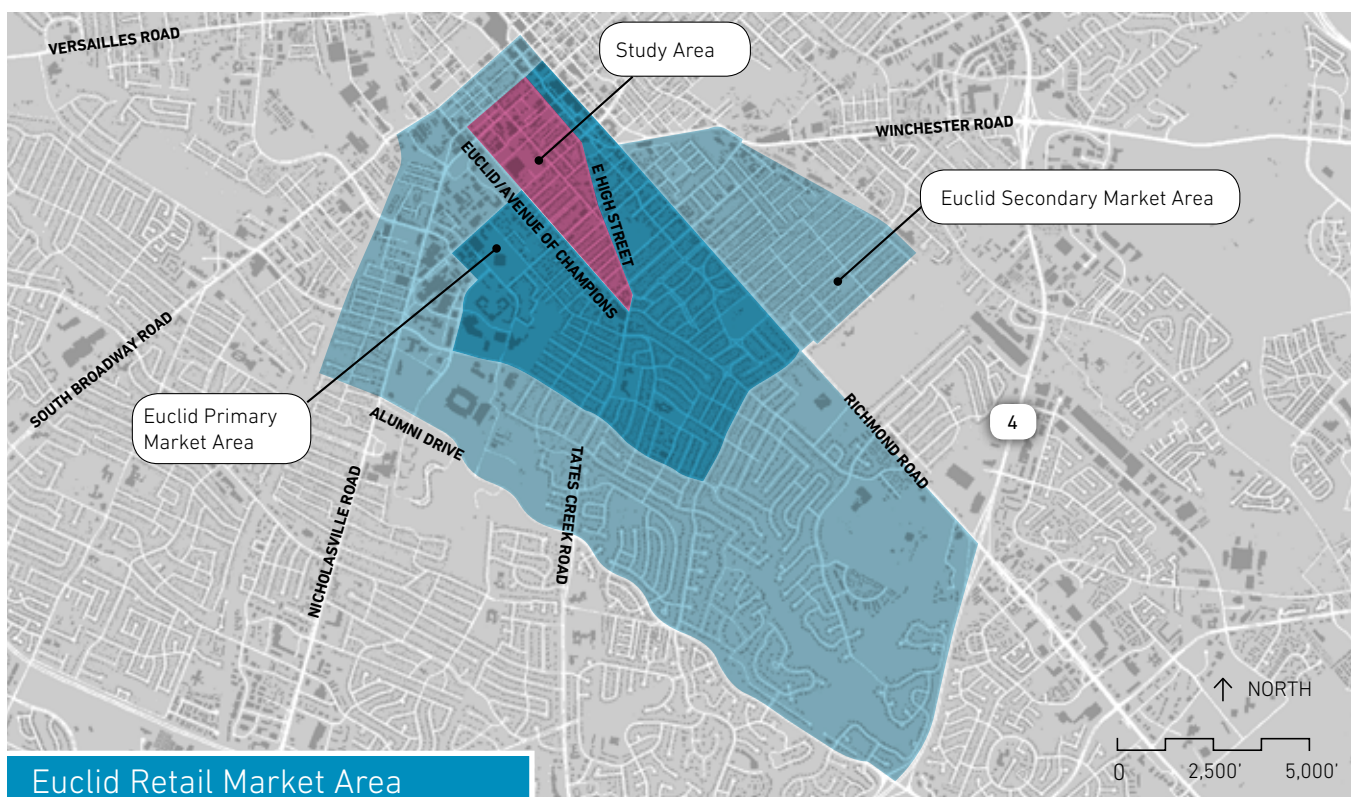 VERSAILLES ROAD
Study Area
WINCHESTER ROAD
EUCLID/AVENUE OF CHAMPIONS
E HIGH STREET
Euclid Secondary Market Area
SOUTH BROADWAY ROAD
Euclid Primary
Market Area
ALUMNI DRIVE
NICHOLASVILLE ROAD
TATES CREEK ROAD
RICHMOND ROAD
4
↑ NORTH
0 2,500’ 5,000’
Euclid Retail Market Area